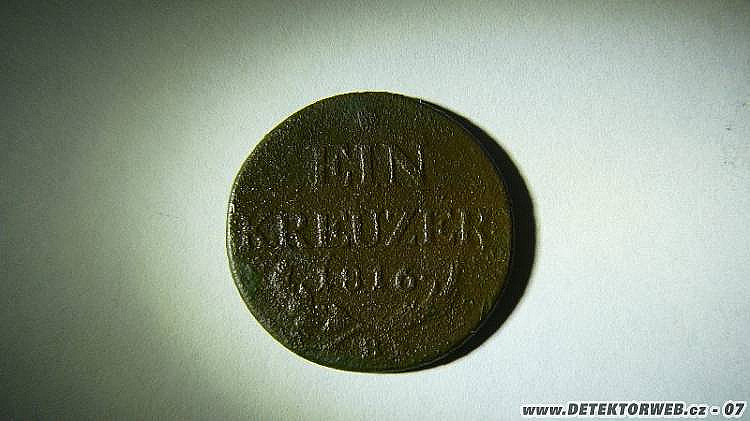 EIN
KREUZER
1816
www.DETEKTORWEB.cz - 07